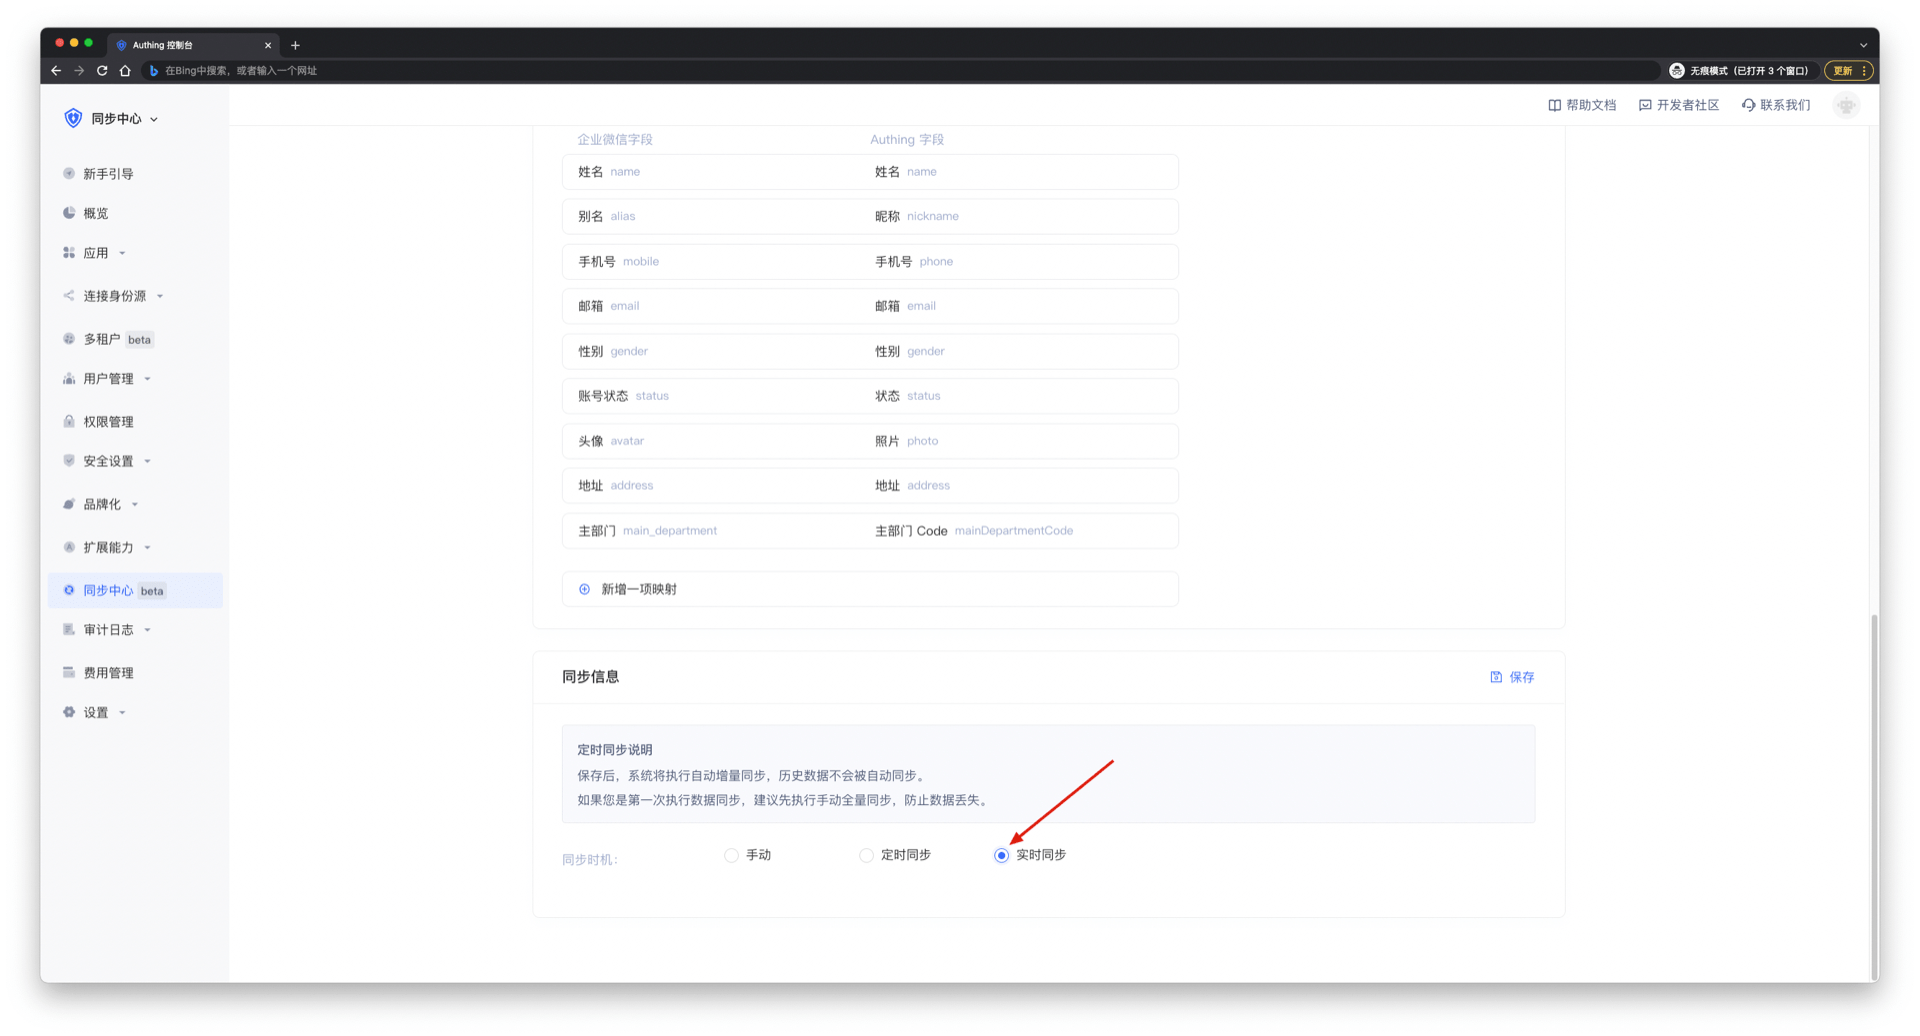 Authing 控制台
在Bing中搜索，或者输入一个网址
无痕模式（已打开 3 个窗口）
更新
同步中心
帮助文档
开发者社区
联系我们
新手引导
概览
应用
连接身份源
多租户 beta
用户管理
权限管理
安全设置
品牌化
扩展能力
同步中心 beta
审计日志
费用管理
设置
企业微信字段 Authing 字段
姓名 name 姓名 name
别名 alias 昵称 nickname
手机号 mobile 手机号 phone
邮箱 email 邮箱 email
性别 gender 性别 gender
账号状态 status 状态 status
头像 avatar 照片 photo
地址 address 地址 address
主部门 main_department 主部门 Code mainDepartmentCode
新增一项映射
同步信息
保存
定时同步说明
保存后，系统将执行自动增量同步，历史数据不会被自动同步。
如果您是第一次执行数据同步，建议先执行手动全量同步，防止数据丢失。
同步时机： 手动 定时同步 实时同步